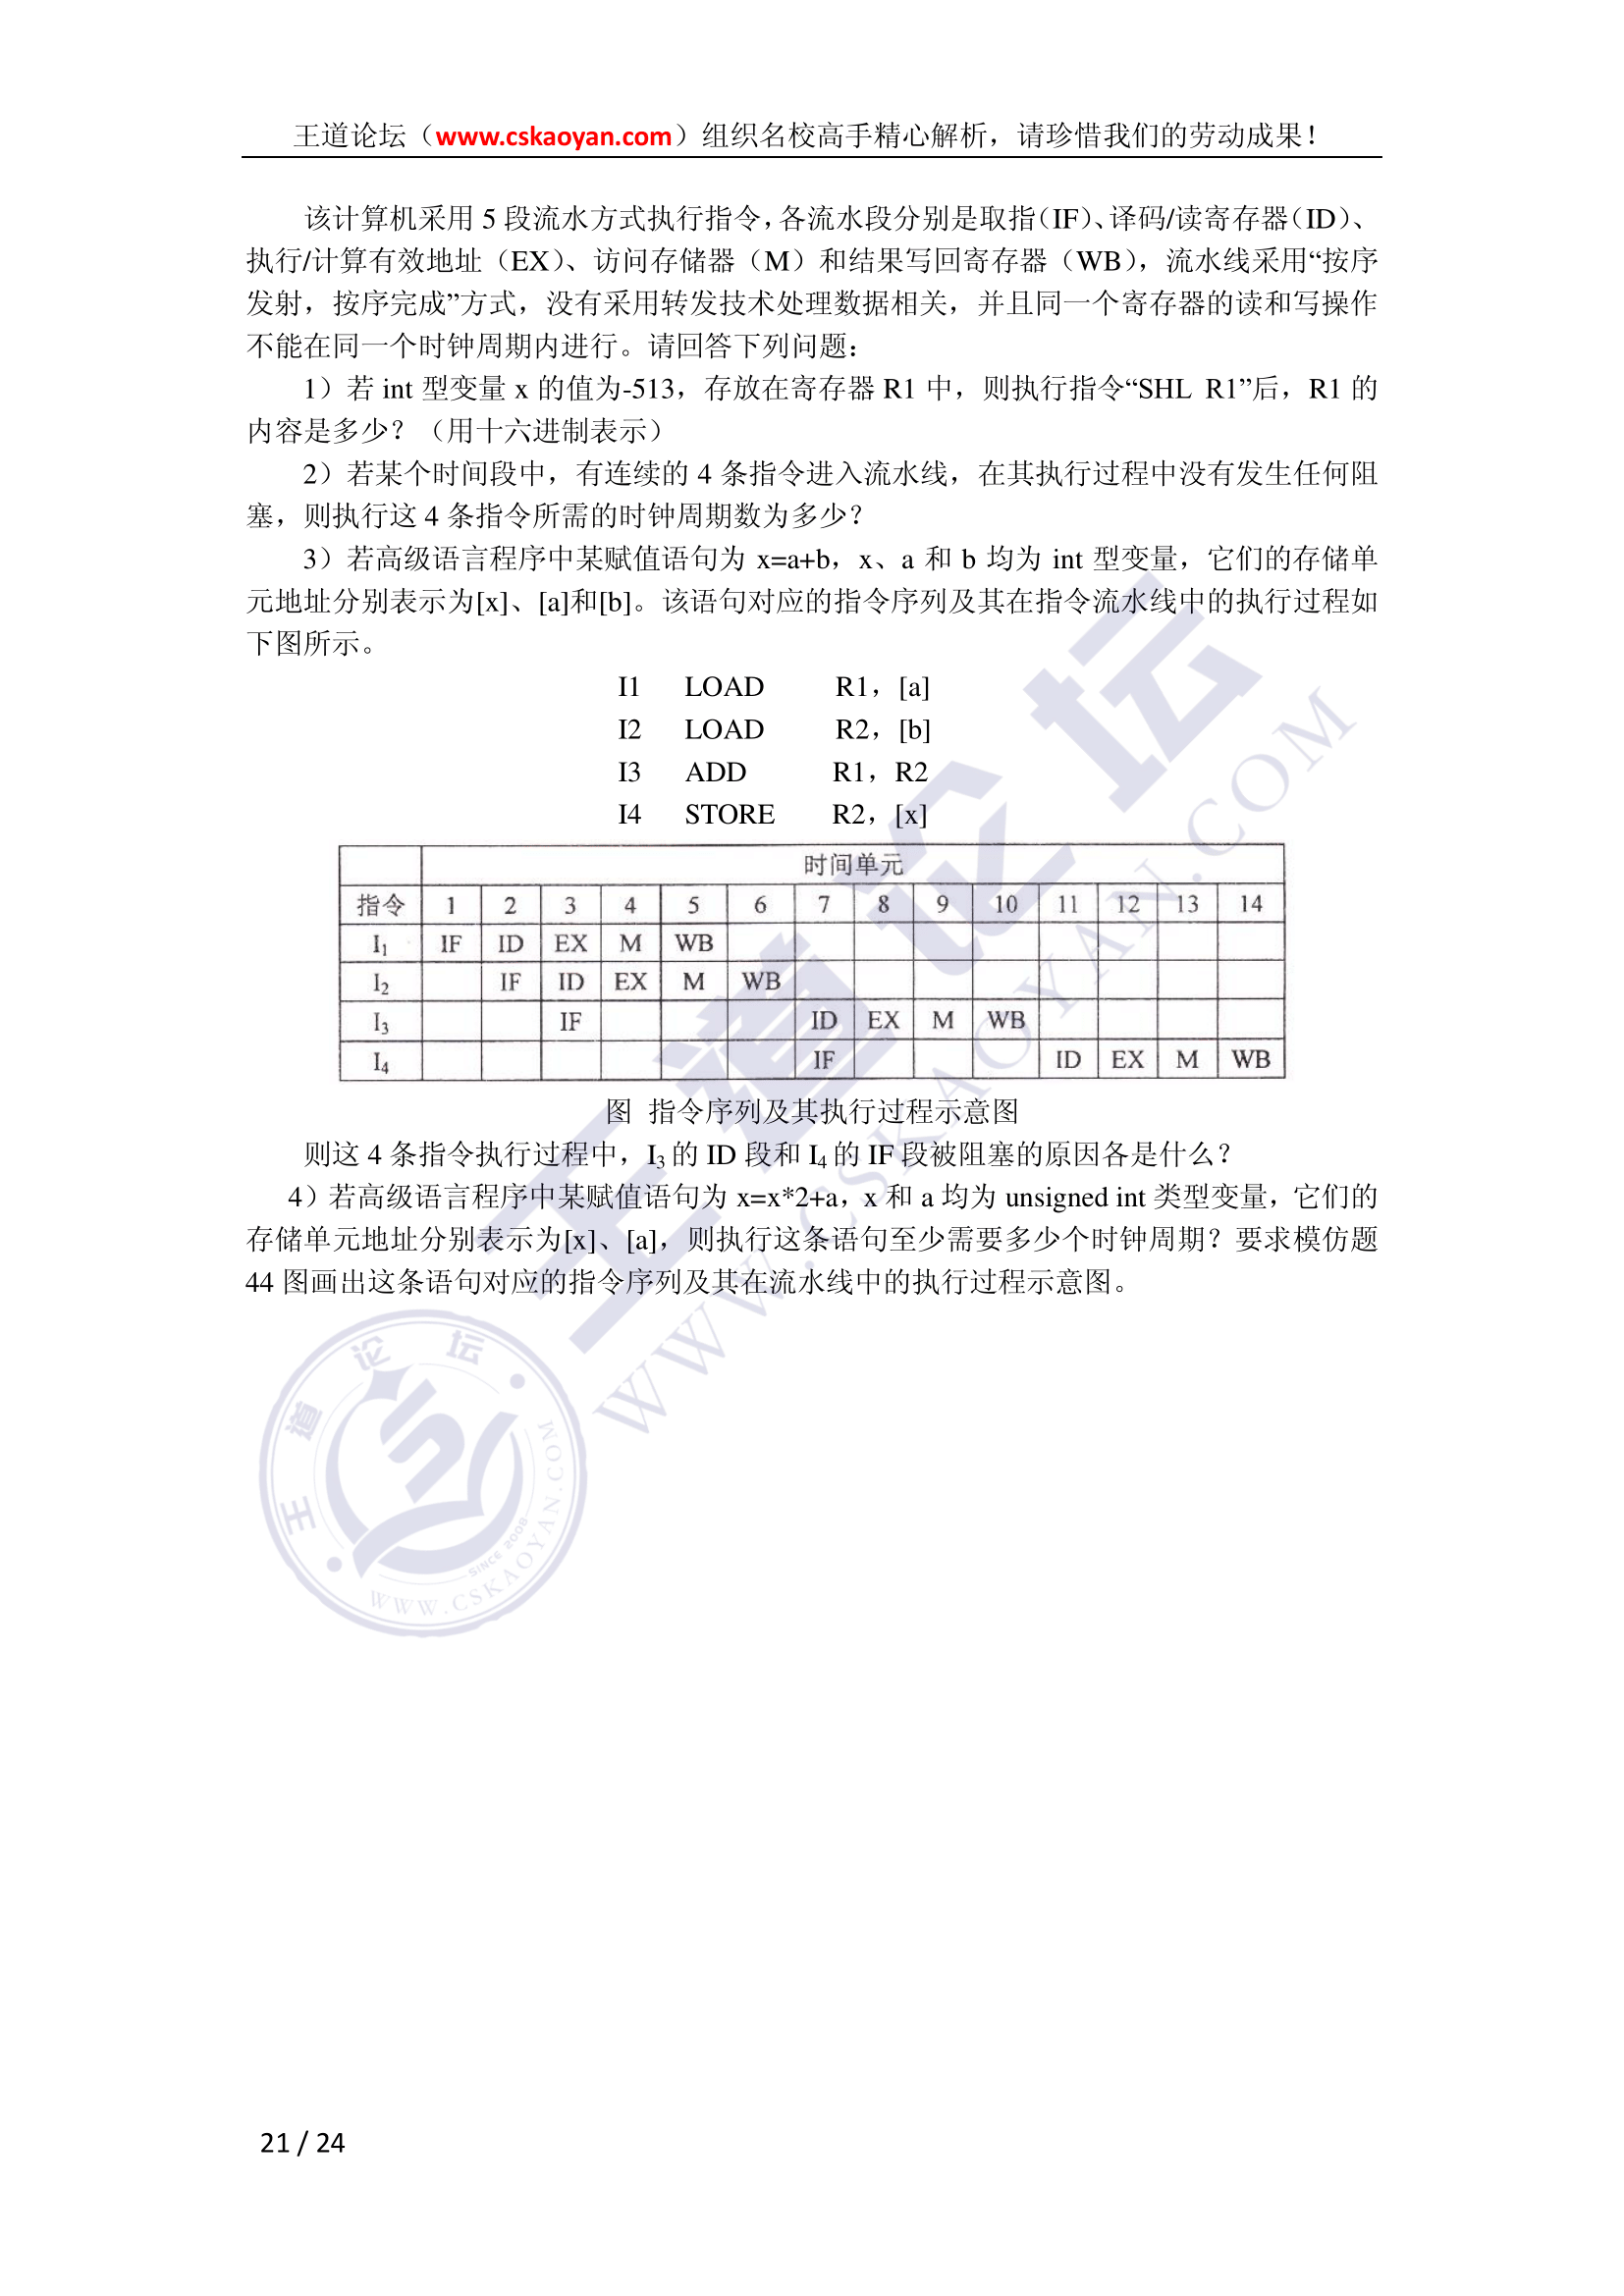 王道论坛（www.cskaoyan.com）组织名校高手精心解析，请珍惜我们的劳动成果！
该计算机采用 5 段流水方式执行指令，各流水段分别是取指（IF）、译码/读寄存器（ID）、
执行/计算有效地址（EX）、访问存储器（M）和结果写回寄存器（WB），流水线采用“按序
发射，按序完成”方式，没有采用转发技术处理数据相关，并且同一个寄存器的读和写操作
不能在同一个时钟周期内进行。请回答下列问题：
1）若 int 型变量 x 的值为-513，存放在寄存器 R1 中，则执行指令“SHL R1”后，R1 的
内容是多少？（用十六进制表示）
2）若某个时间段中，有连续的 4 条指令进入流水线，在其执行过程中没有发生任何阻
塞，则执行这 4 条指令所需的时钟周期数为多少？
3）若高级语言程序中某赋值语句为 x=a+b，x、a 和 b 均为 int 型变量，它们的存储单
元地址分别表示为[x]、[a]和[b]。该语句对应的指令序列及其在指令流水线中的执行过程如
下图所示。
I1 LOAD R1，[a]
I2 LOAD R2，[b]
I3 ADD R1，R2
I4 STORE R2，[x]
时间单元
指令 1 2 3 4 5 6 7 8 9 10 11 12 13 14
I1 IF ID EX M WB
I2 IF ID EX M WB
I3 IF ID EX M WB
I4 IF ID EX M WB
图 指令序列及其执行过程示意图
则这 4 条指令执行过程中，I3 的 ID 段和 I4 的 IF 段被阻塞的原因各是什么？
4）若高级语言程序中某赋值语句为 x=x*2+a，x 和 a 均为 unsigned int 类型变量，它们的
存储单元地址分别表示为[x]、[a]，则执行这条语句至少需要多少个时钟周期？要求模仿题
44 图画出这条语句对应的指令序列及其在流水线中的执行过程示意图。
王道论坛
WWW.CSKAOYAN.COM
王道论坛
SINCE 2008
WWW.CSKAOYAN.COM
21 / 24